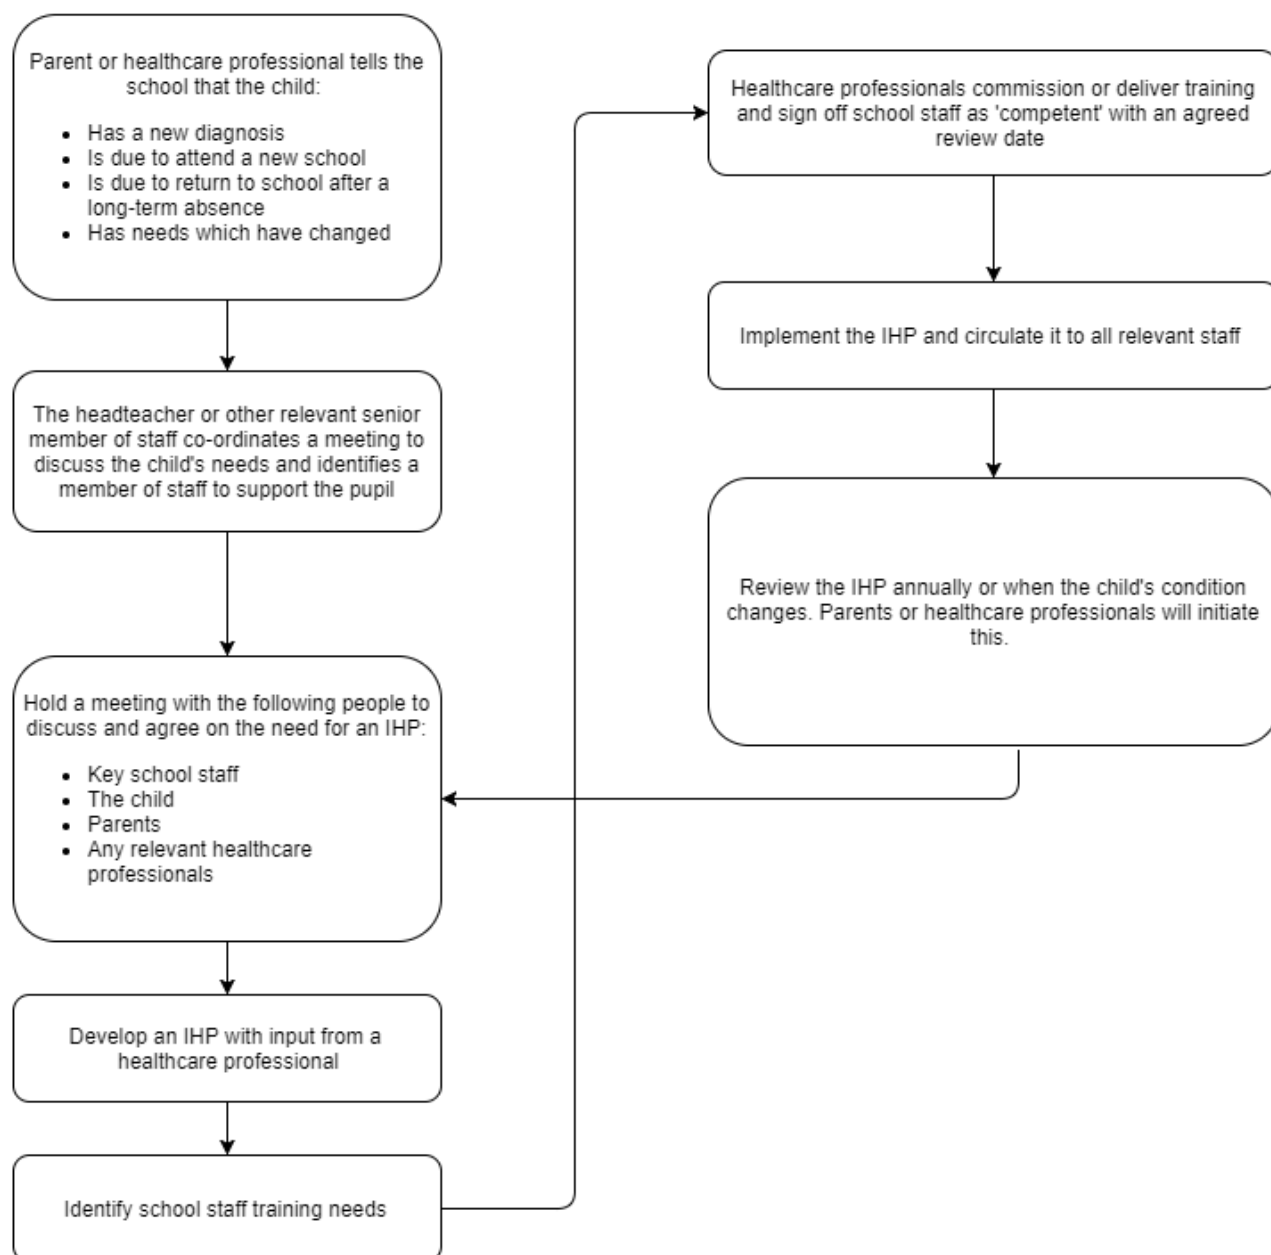 Parent or healthcare professional tells the
school that the child:
• Has a new diagnosis
• Is due to attend a new school
• Is due to return to school after a
long-term absence
• Has needs which have changed
The headteacher or other relevant senior
member of staff co-ordinates a meeting to
discuss the child's needs and identifies a
member of staff to support the pupil
Hold a meeting with the following people to
discuss and agree on the need for an IHP:
• Key school staff
• The child
• Parents
• Any relevant healthcare
professionals
Develop an IHP with input from a
healthcare professional
Identify school staff training needs
Healthcare professionals commission or deliver training
and sign off school staff as 'competent' with an agreed
review date
Implement the IHP and circulate it to all relevant staff
Review the IHP annually or when the child's condition
changes. Parents or healthcare professionals will initiate
this.